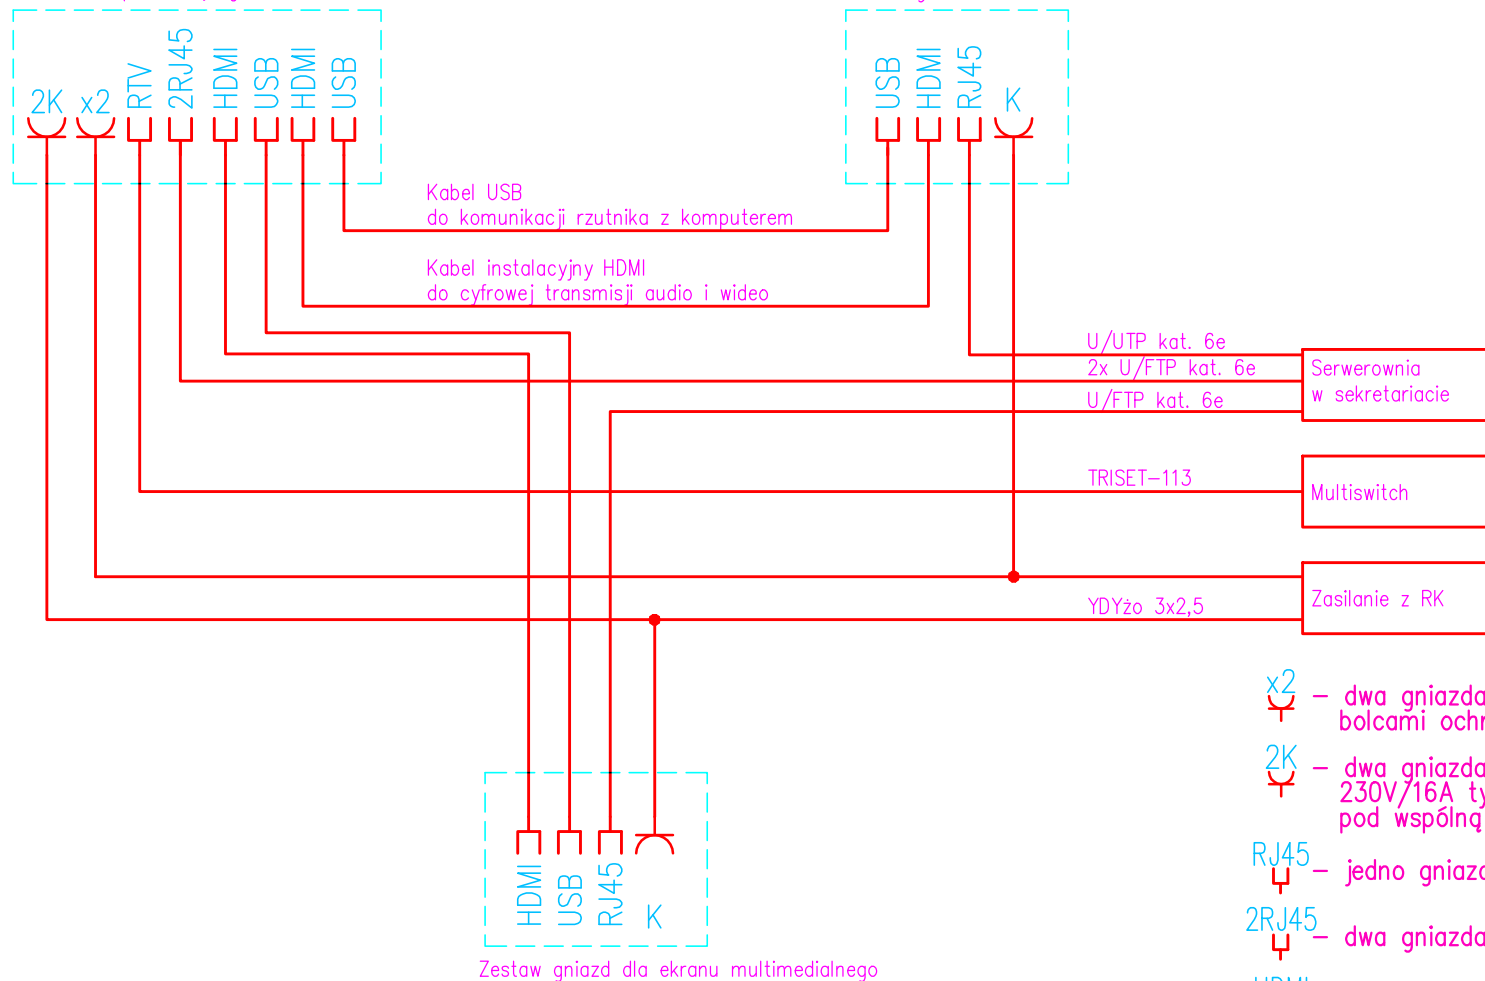 2K
x2
RTV
2RJ45
HDMI
USB
HDMI
USB
USB
HDMI
RJ45
K
Kabel USB
do komunikacji rzutnika z komputerem
Kabel instalacyjny HDMI
do cyfrowej transmisji audio i wideo
U/UTP kat. 6e
2x U/FTP kat. 6e
U/FTP kat. 6e
Serwerownia
w sekretariacie
TRISET-113
Multiswitch
YDYżo 3x2,5
Zasilanie z RK
x2 – dwa gniazda
bolcami ochr
2K – dwa gniazda
230V/16A ty
pod wspólną
RJ45 – jedno gniazd
2RJ45 – dwa gniazda
HDMI
USB
RJ45
K
Zestaw gniazd dla ekranu multimedialnego